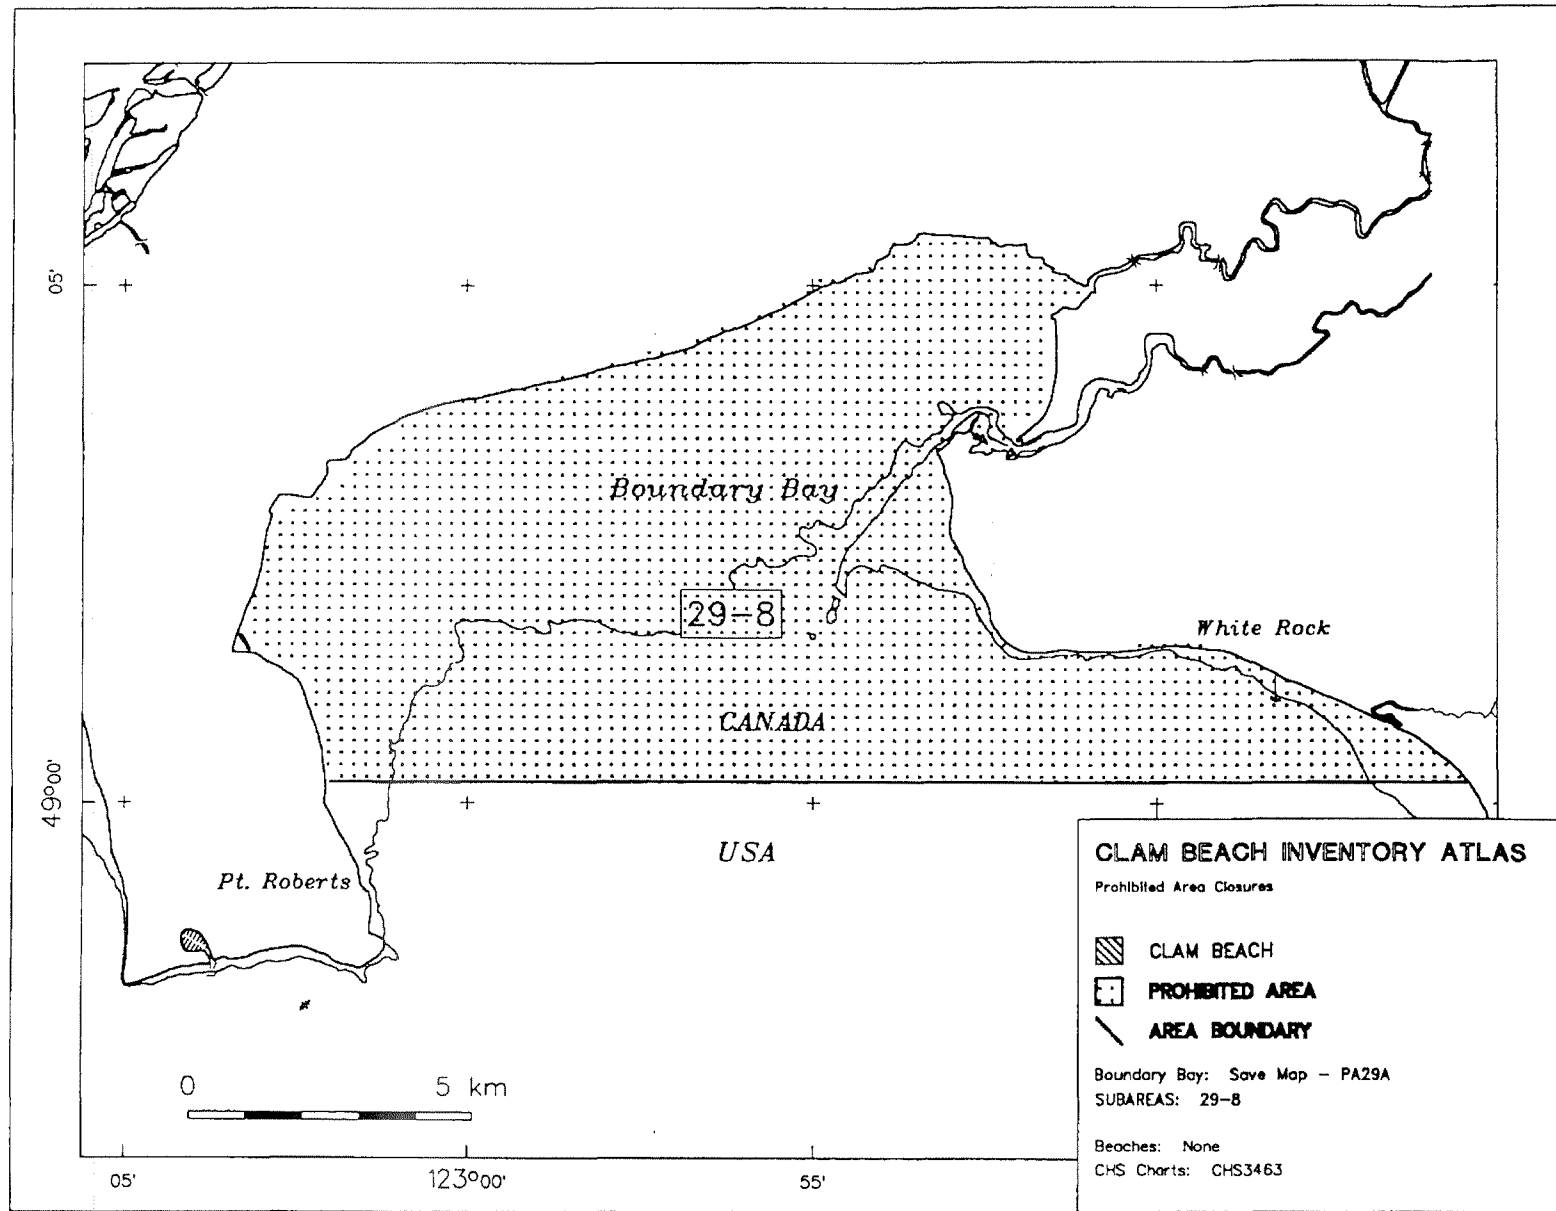 05'
Boundary Bay
29-8
White Rock
CANADA
49°00'
USA
Pt. Roberts
0 5 km
05'
123°00'
55'
CLAM BEACH INVENTORY ATLAS
Prohibited Area Closures
CLAM BEACH
PROHIBITED AREA
AREA BOUNDARY
Boundary Bay: Save Map - PA29A
SUBAREAS: 29-8
Beaches: None
CHS Charts: CHS3463